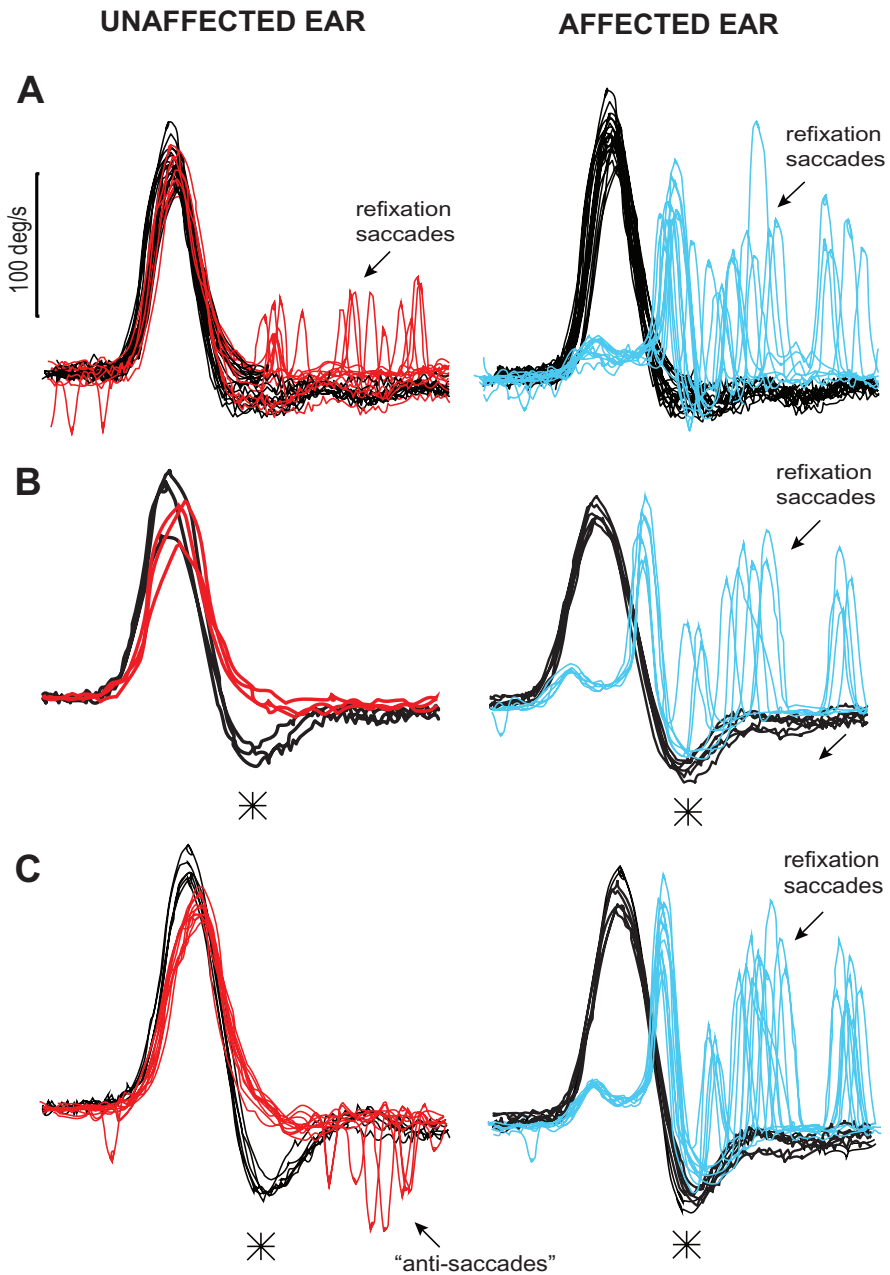 UNAFFECTED EAR
AFFECTED EAR
A
100 deg/s
refixation
saccades
refixation
saccades
B
refixation
saccades
C
refixation
saccades
“anti-saccades”